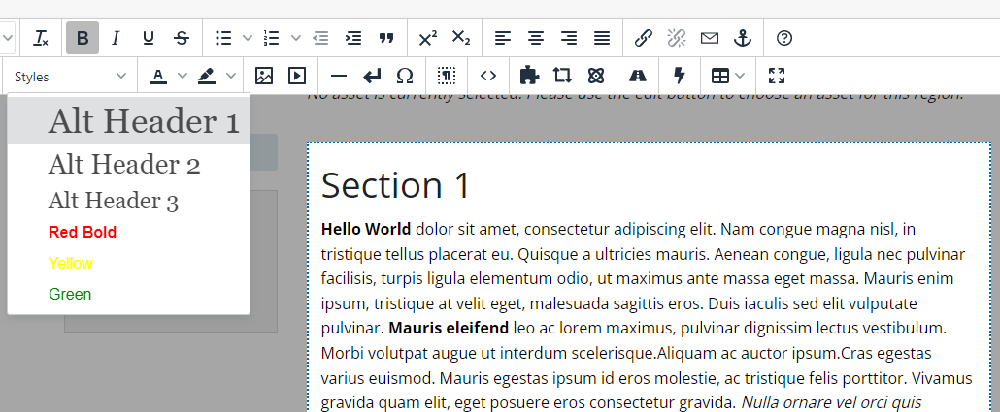 Styles
No asset is currently selected. Please use the edit button to choose an asset for this region.
Alt Header 1
Alt Header 2
Alt Header 3
Red Bold
Yellow
Green
Section 1
Hello World dolor sit amet, consectetur adipiscing elit. Nam congue magna nisl, in
tristique tellus placerat eu. Quisque a ultricies mauris. Aenean congue, ligula nec pulvinar
facilisis, turpis ligula elementum odio, ut maximus ante massa eget massa. Mauris enim
ipsum, tristique at velit eget, malesuada sagittis eros. Duis iaculis sed elit vulputate
pulvinar. Mauris eleifend leo ac lorem maximus, pulvinar dignissim lectus vestibulum.
Morbi volutpat augue ut interdum scelerisque.Aliquam ac auctor ipsum.Cras egestas
varius euismod. Mauris egestas ipsum id eros molestie, ac tristique felis porttitor. Vivamus
gravida quam elit, eget posuere eros consectetur gravida. Nulla ornare vel orci quis